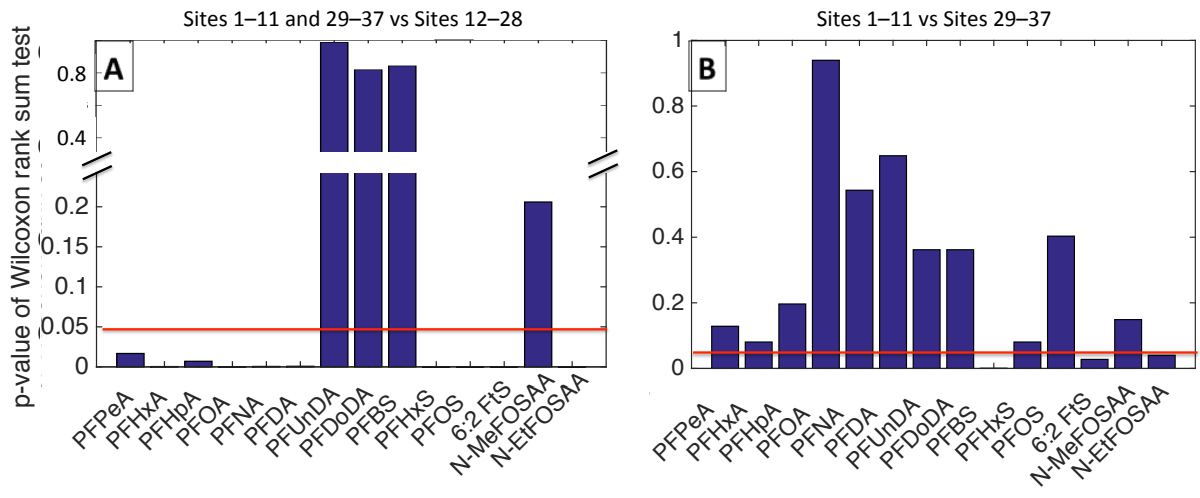 Sites 1–11 and 29–37 vs Sites 12–28
A
p-value of Wilcoxon rank sum test
0.8
0.4
0.2
0.15
0.1
0.05
0
PFPeA
PFHxA
PFHpA
PFOA
PFNA
PFDA
PFUnDA
PFDoDA
PFBS
PFHxS
PFOS
6:2 FtS
N-MeFOSAA
N-EtFOSAA
Sites 1–11 vs Sites 29–37
B
1
0.8
0.6
0.4
0.2
0
PFPeA
PFHxA
PFHpA
PFOA
PFNA
PFDA
PFUnDA
PFDoDA
PFBS
PFHxS
PFOS
6:2 FtS
N-MeFOSAA
N-EtFOSAA